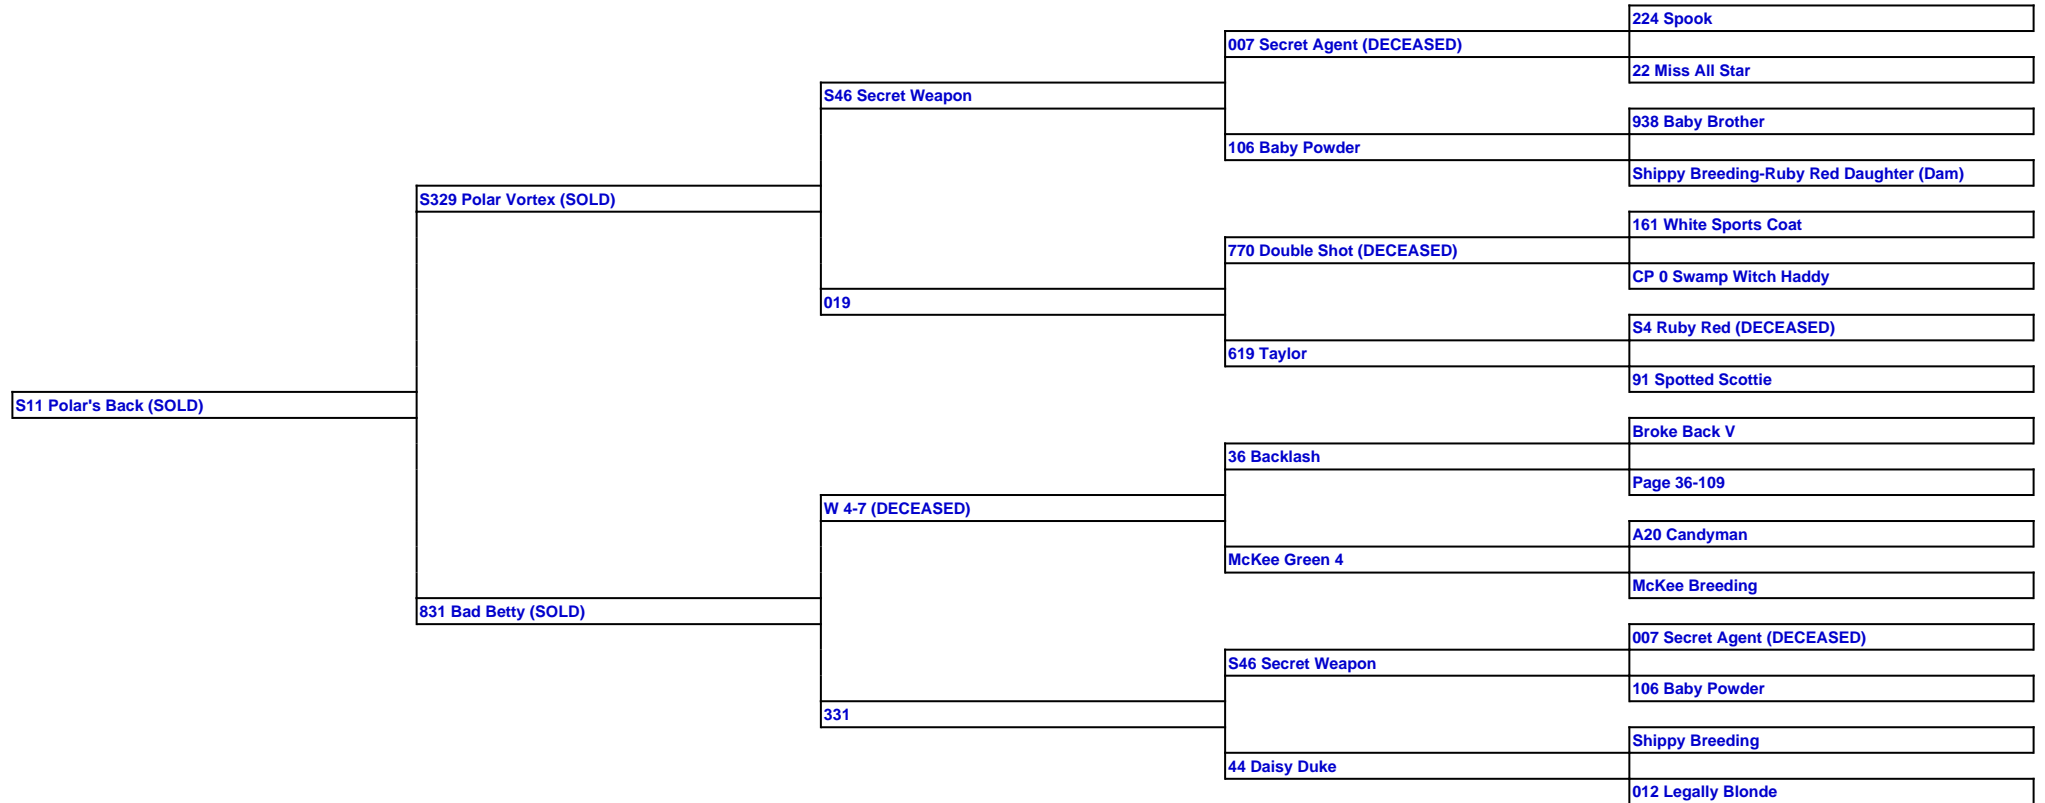 224 Spook
007 Secret Agent (DECEASED)
22 Miss All Star
S46 Secret Weapon
938 Baby Brother
106 Baby Powder
Shippy Breeding-Ruby Red Daughter (Dam)
S329 Polar Vortex (SOLD)
161 White Sports Coat
770 Double Shot (DECEASED)
CP 0 Swamp Witch Haddy
019
S4 Ruby Red (DECEASED)
619 Taylor
91 Spotted Scottie
S11 Polar's Back (SOLD)
Broke Back V
36 Backlash
Page 36-109
W 4-7 (DECEASED)
A20 Candyman
McKee Green 4
McKee Breeding
831 Bad Betty (SOLD)
007 Secret Agent (DECEASED)
S46 Secret Weapon
106 Baby Powder
331
Shippy Breeding
44 Daisy Duke
012 Legally Blonde